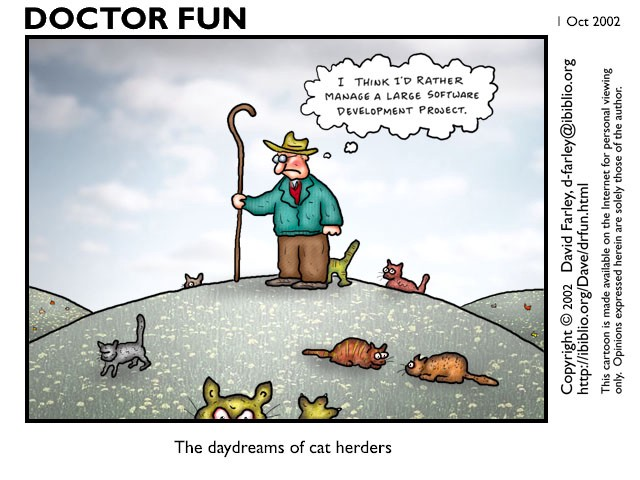 DOCTOR FUN
1 Oct 2002
I THINK I'D RATHER
MANAGE A LARGE SOFTWARE
DEVELOPMENT PROJECT.
Copyright © 2002 David Farley, d-farley@ibiblio.org
http://ibiblio.org/Dave/drfun.html
This cartoon is made available on the Internet for personal viewing
only. Opinions expressed herein are solely those of the author.
The daydreams of cat herders